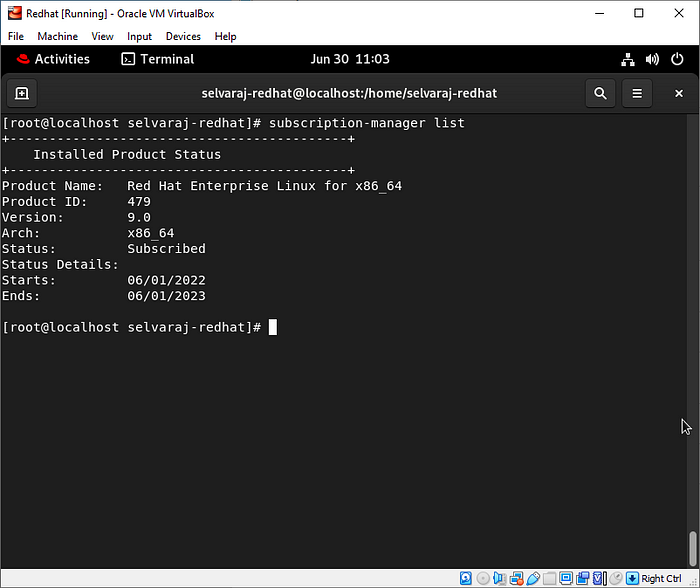 Redhat [Running] - Oracle VM VirtualBox
File Machine View Input Devices Help
Activities Terminal Jun 30 11:03
selvaraj-redhat@localhost:/home/selvaraj-redhat
[root@localhost selvaraj-redhat]# subscription-manager list
+-------------------------------------------+
    Installed Product Status
+-------------------------------------------+
Product Name:   Red Hat Enterprise Linux for x86_64
Product ID:     479
Version:        9.0
Arch:           x86_64
Status:         Subscribed
Status Details:
Starts:         06/01/2022
Ends:           06/01/2023
[root@localhost selvaraj-redhat]#
Right Ctrl